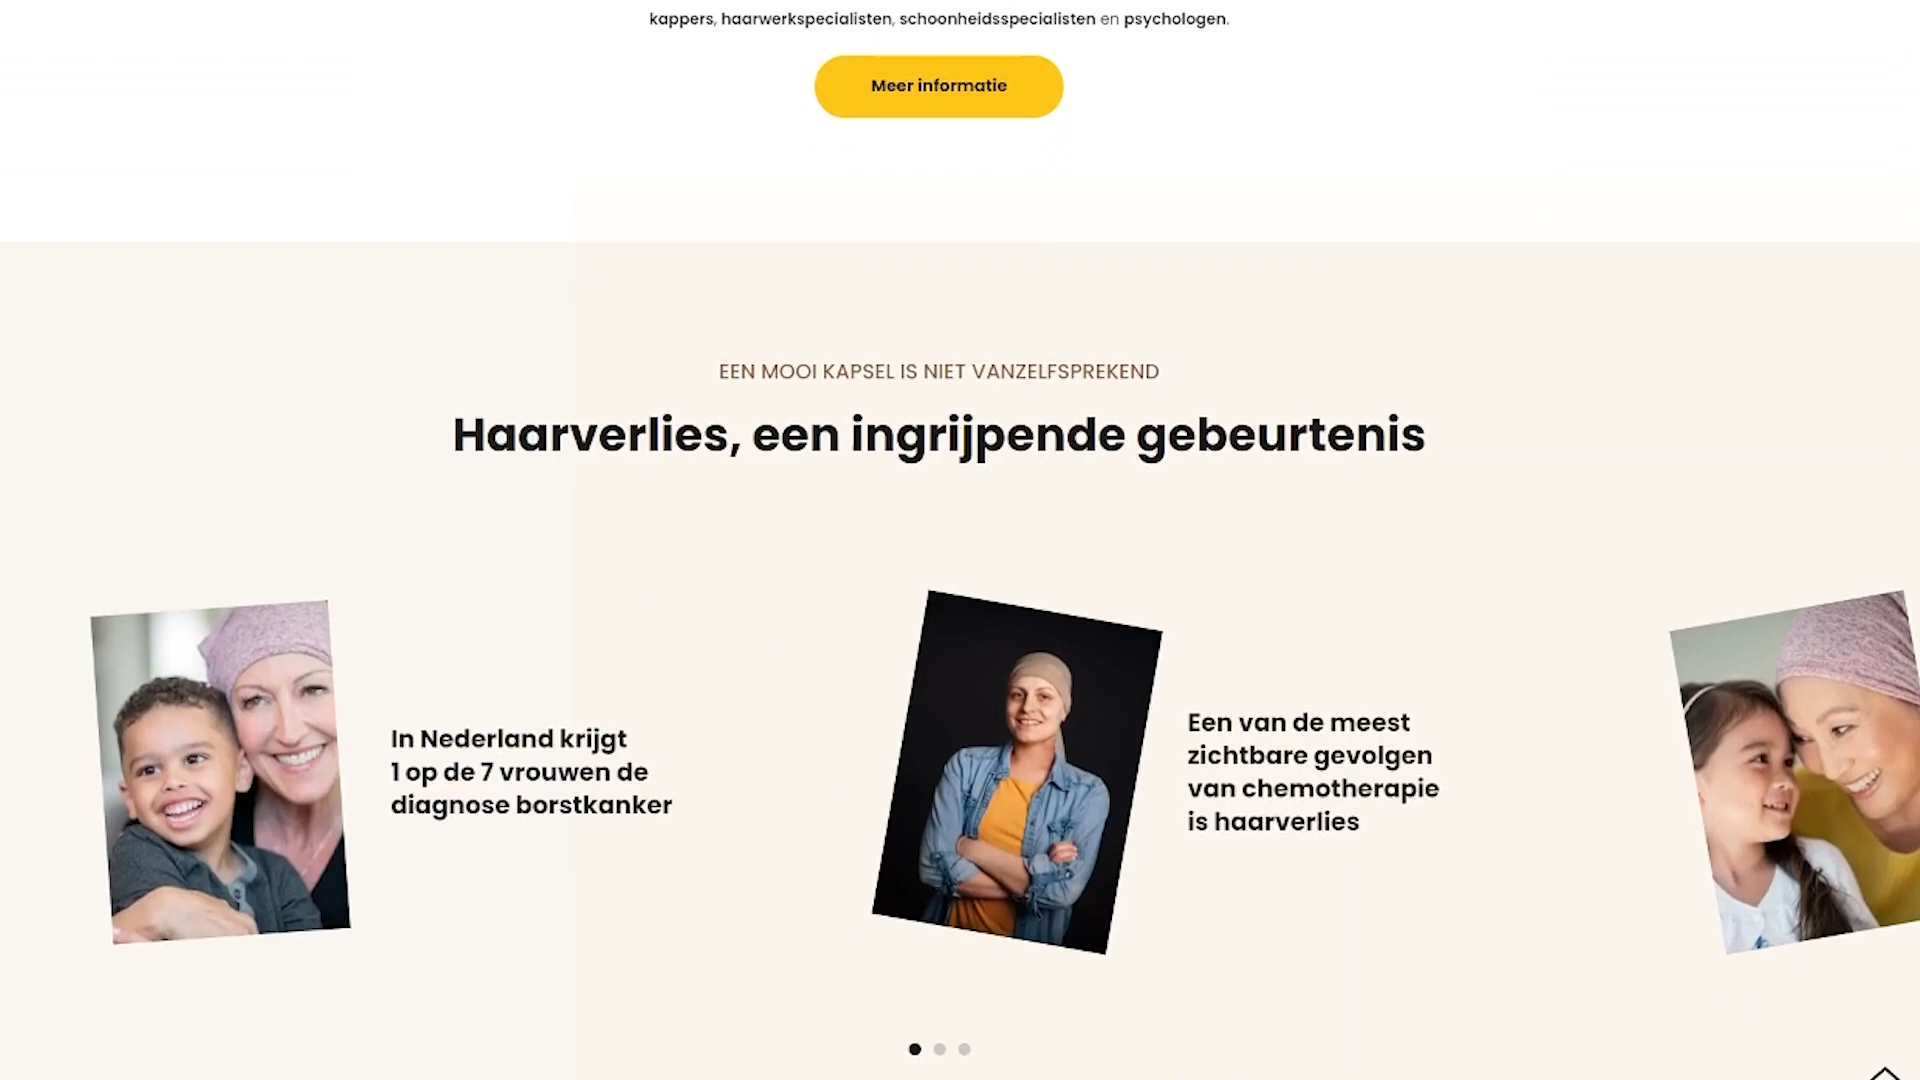 kappers, haarwerkspecialisten, schoonheidsspecialisten en psychologen.
Meer informatie
EEN MOOI KAPSEL IS NIET VANZELFSPREKEND
Haarverlies, een ingrijpende gebeurtenis
In Nederland krijgt
1 op de 7 vrouwen de
diagnose borstkanker
Een van de meest
zichtbare gevolgen
van chemotherapie
is haarverlies